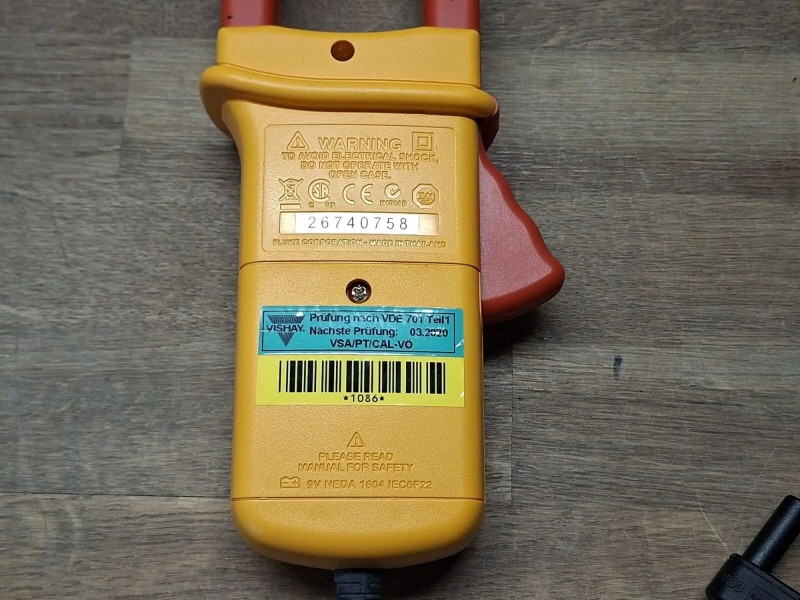 WARNING
TO AVOID ELECTRICAL SHOCK,
DO NOT OPERATE WITH
OPEN CASE.
26740758
FLUKE CORPORATION - MADE IN THAILAND
VISHAY
Prüfung nach VDE 701 Teil1
Nächste Prüfung: 03.2020
VSA/PT/CAL-VÖ
*1086*
PLEASE READ
MANUAL FOR SAFETY
9V NEDA 1604 IEC6F22